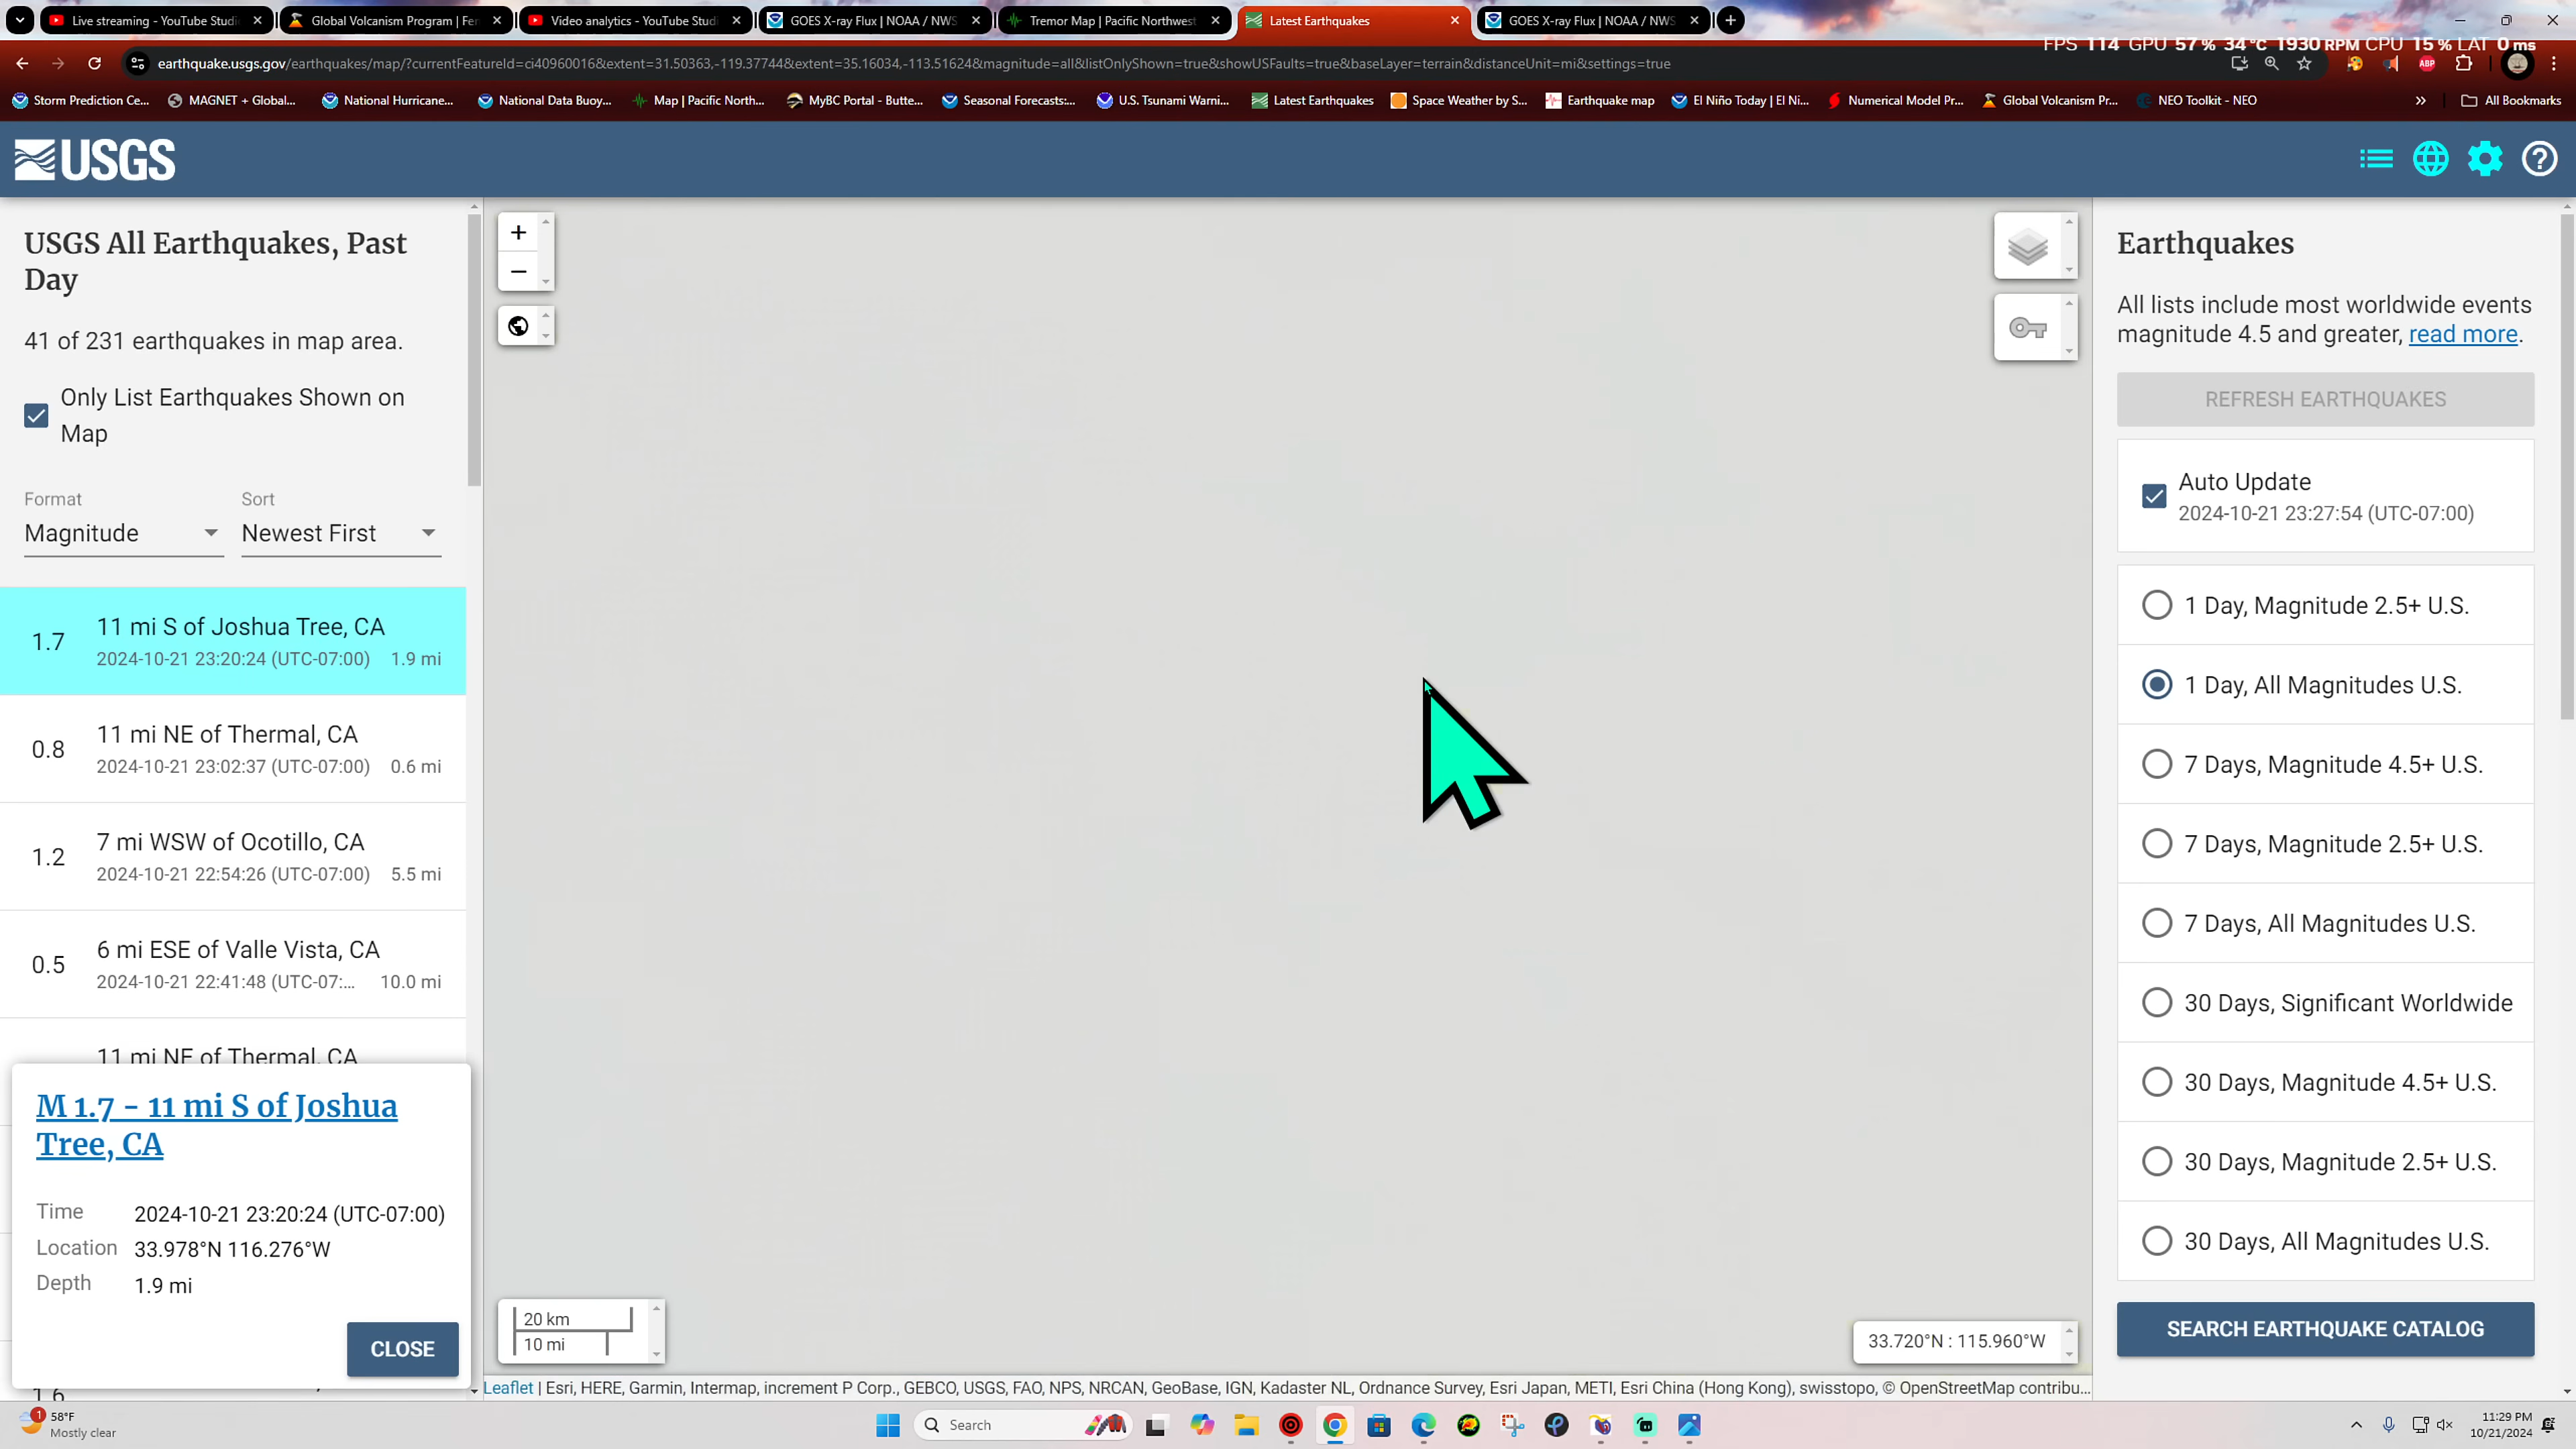 Live streaming - YouTube Studi
Global Volcanism Program | Fer
Video analytics - YouTube Studi
GOES X-ray Flux | NOAA / NWS
Tremor Map | Pacific Northwest
Latest Earthquakes
GOES X-ray Flux | NOAA / NWS
FPS 114 GPU 57 % 34 °C 1930 RPM CPU 15 % LAT 0 ms
earthquake.usgs.gov/earthquakes/map/?currentFeatureId=ci40960016&extent=31.50363,-119.37744&extent=35.16034,-113.51624&magnitude=all&listOnlyShown=true&showUSFaults=true&baseLayer=terrain&distanceUnit=mi&settings=true
ABP
Storm Prediction Ce...
MAGNET + Global...
National Hurricane...
National Data Buoy...
Map | Pacific North...
MyBC Portal - Butte...
Seasonal Forecasts:...
U.S. Tsunami Warni...
Latest Earthquakes
Space Weather by S...
Earthquake map
El Niño Today | El Ni...
Numerical Model Pr...
Global Volcanism Pr...
NEO Toolkit - NEO
All Bookmarks
USGS
USGS All Earthquakes, Past
Day
41 of 231 earthquakes in map area.
Only List Earthquakes Shown on
Map
Format
Sort
Magnitude
Newest First
1.7
11 mi S of Joshua Tree, CA
2024-10-21 23:20:24 (UTC-07:00) 1.9 mi
0.8
11 mi NE of Thermal, CA
2024-10-21 23:02:37 (UTC-07:00) 0.6 mi
1.2
7 mi WSW of Ocotillo, CA
2024-10-21 22:54:26 (UTC-07:00) 5.5 mi
0.5
6 mi ESE of Valle Vista, CA
2024-10-21 22:41:48 (UTC-07:... 10.0 mi
11 mi NE of Thermal, CA
M 1.7 - 11 mi S of Joshua
Tree, CA
Time 2024-10-21 23:20:24 (UTC-07:00)
Location 33.978°N 116.276°W
Depth 1.9 mi
CLOSE
1.6
+
−
20 km
10 mi
33.720°N : 115.960°W
Leaflet | Esri, HERE, Garmin, Intermap, increment P Corp., GEBCO, USGS, FAO, NPS, NRCAN, GeoBase, IGN, Kadaster NL, Ordnance Survey, Esri Japan, METI, Esri China (Hong Kong), swisstopo, © OpenStreetMap contribu...
Earthquakes
All lists include most worldwide events
magnitude 4.5 and greater, read more.
REFRESH EARTHQUAKES
Auto Update
2024-10-21 23:27:54 (UTC-07:00)
1 Day, Magnitude 2.5+ U.S.
1 Day, All Magnitudes U.S.
7 Days, Magnitude 4.5+ U.S.
7 Days, Magnitude 2.5+ U.S.
7 Days, All Magnitudes U.S.
30 Days, Significant Worldwide
30 Days, Magnitude 4.5+ U.S.
30 Days, Magnitude 2.5+ U.S.
30 Days, All Magnitudes U.S.
SEARCH EARTHQUAKE CATALOG
1
58°F
Mostly clear
Search
11:29 PM
10/21/2024